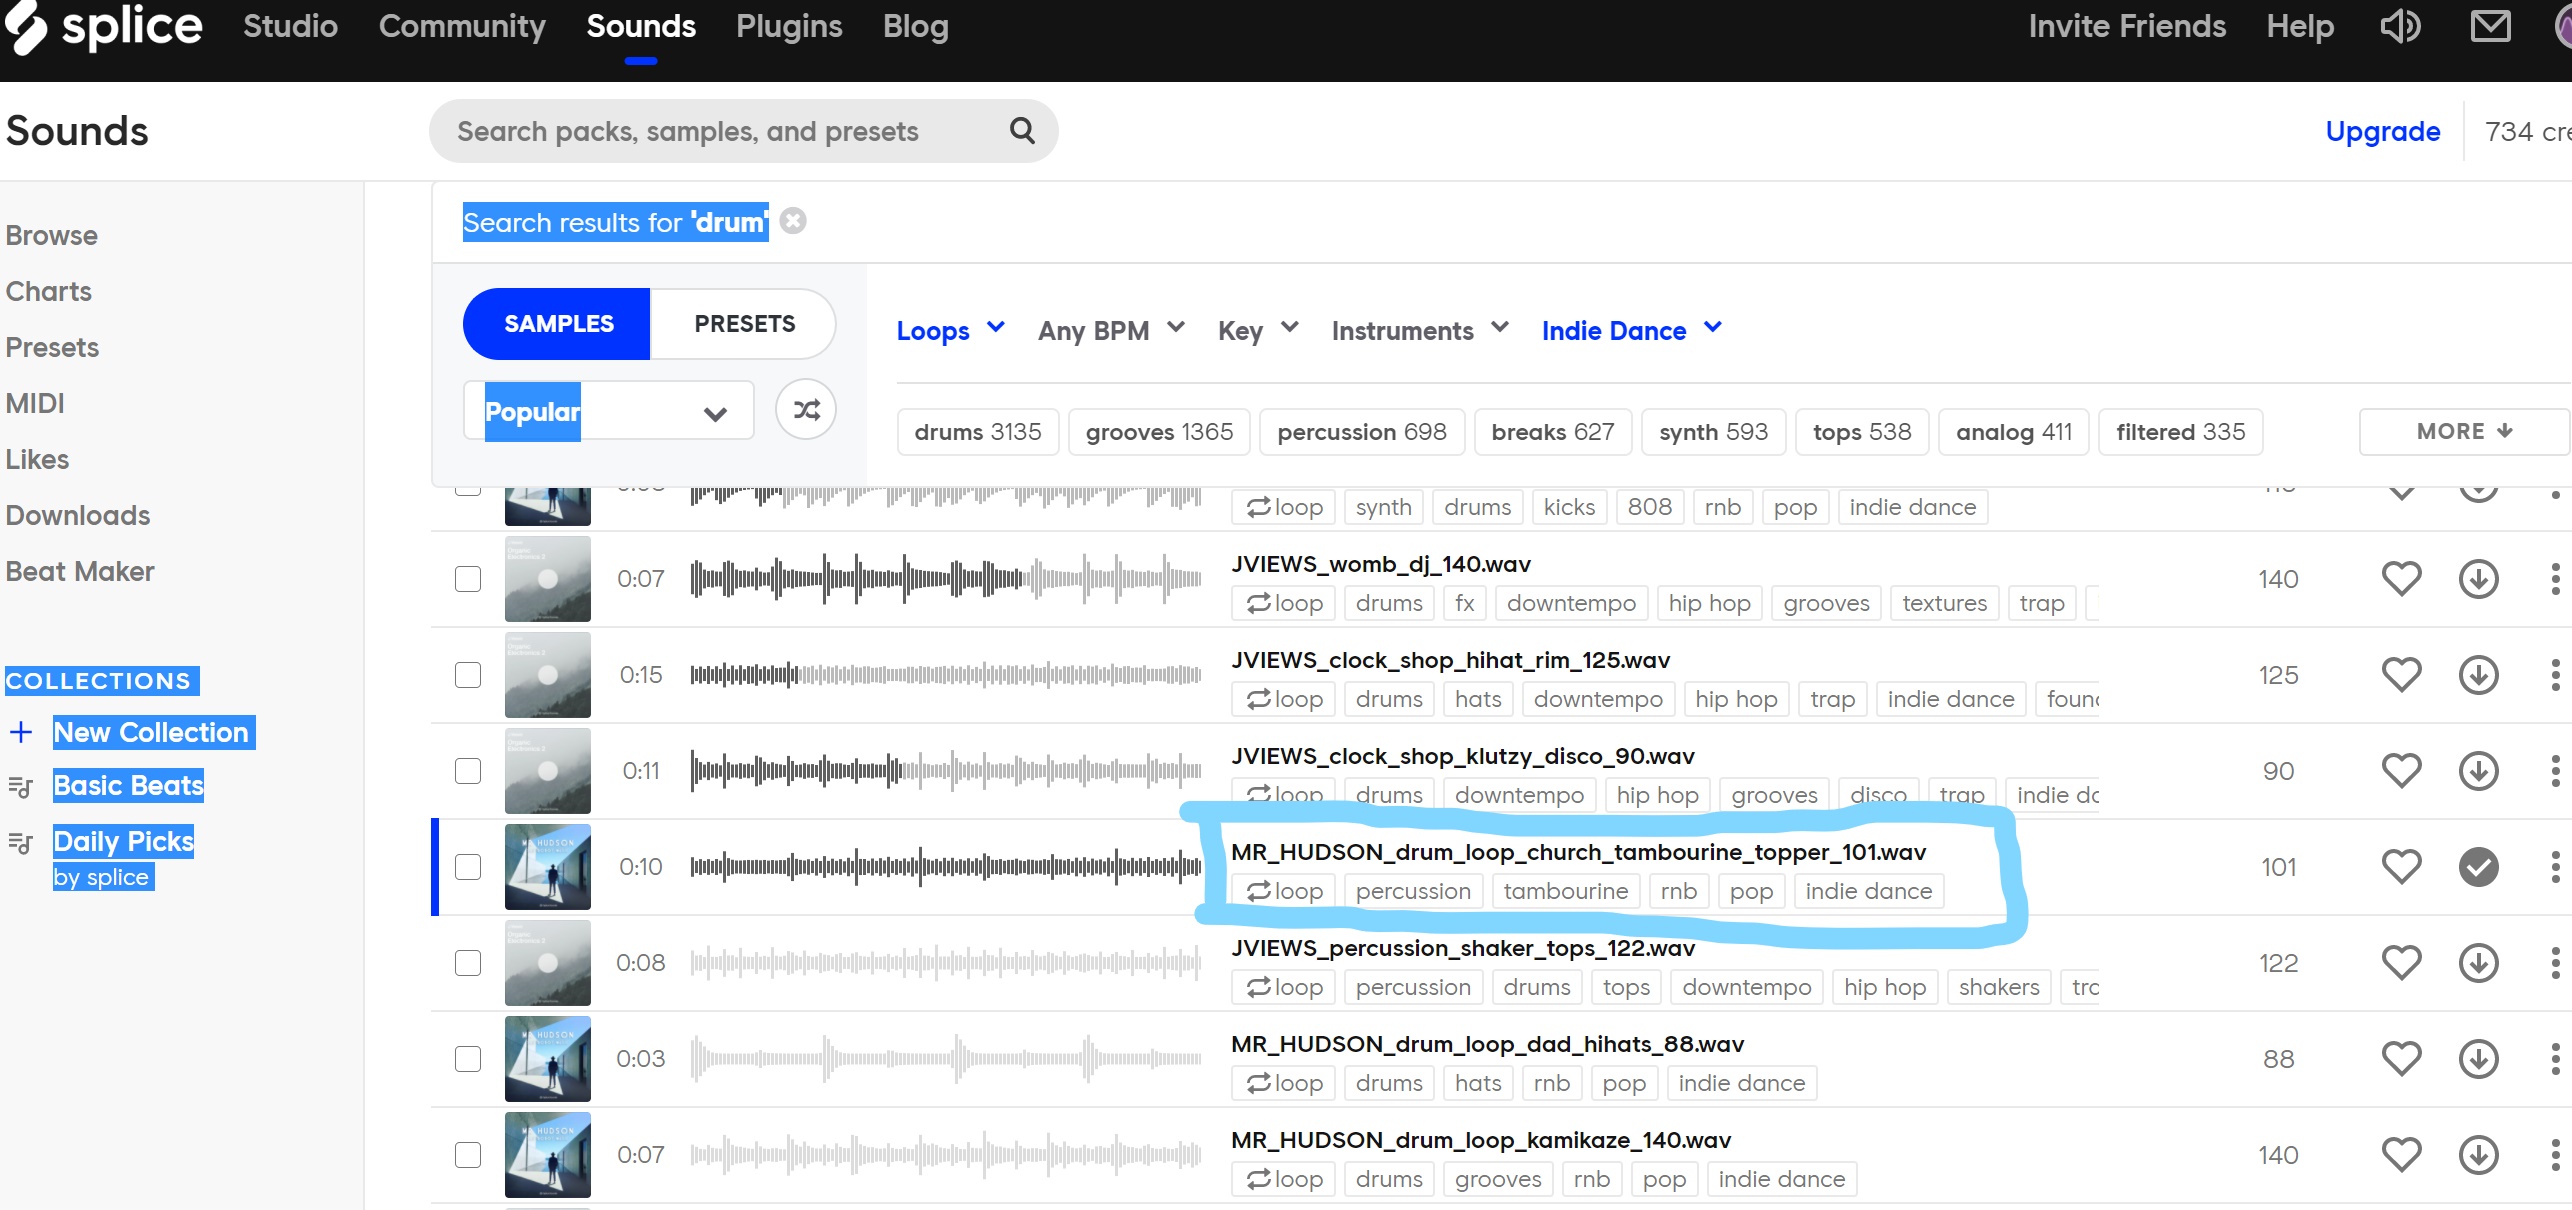 splice Studio Community Sounds Plugins Blog Invite Friends Help
Sounds
Search packs, samples, and presets
Upgrade 734
Browse
Charts
Presets
MIDI
Likes
Downloads
Beat Maker
COLLECTIONS
New Collection
Basic Beats
Daily Picks
by splice
Search results for 'drum'
SAMPLES PRESETS
Popular
Loops Any BPM Key Instruments Indie Dance
drums 3135 grooves 1365 percussion 698 breaks 627 synth 593 tops 538 analog 411 filtered 335 MORE
loop synth drums kicks 808 rnb pop indie dance
JVIEWS_womb_dj_140.wav
0:07 140
loop drums fx downtempo hip hop grooves textures trap
JVIEWS_clock_shop_hihat_rim_125.wav
0:15 125
loop drums hats downtempo hip hop trap indie dance
JVIEWS_clock_shop_klutzy_disco_90.wav
0:11 90
loop drums downtempo hip hop grooves disco trap indie
MR_HUDSON_drum_loop_church_tambourine_topper_101.wav
0:10 101
loop percussion tambourine rnb pop indie dance
JVIEWS_percussion_shaker_tops_122.wav
0:08 122
loop percussion drums tops downtempo hip hop shakers
MR_HUDSON_drum_loop_dad_hihats_88.wav
0:03 88
loop drums hats rnb pop indie dance
MR_HUDSON_drum_loop_kamikaze_140.wav
0:07 140
loop drums grooves rnb pop indie dance